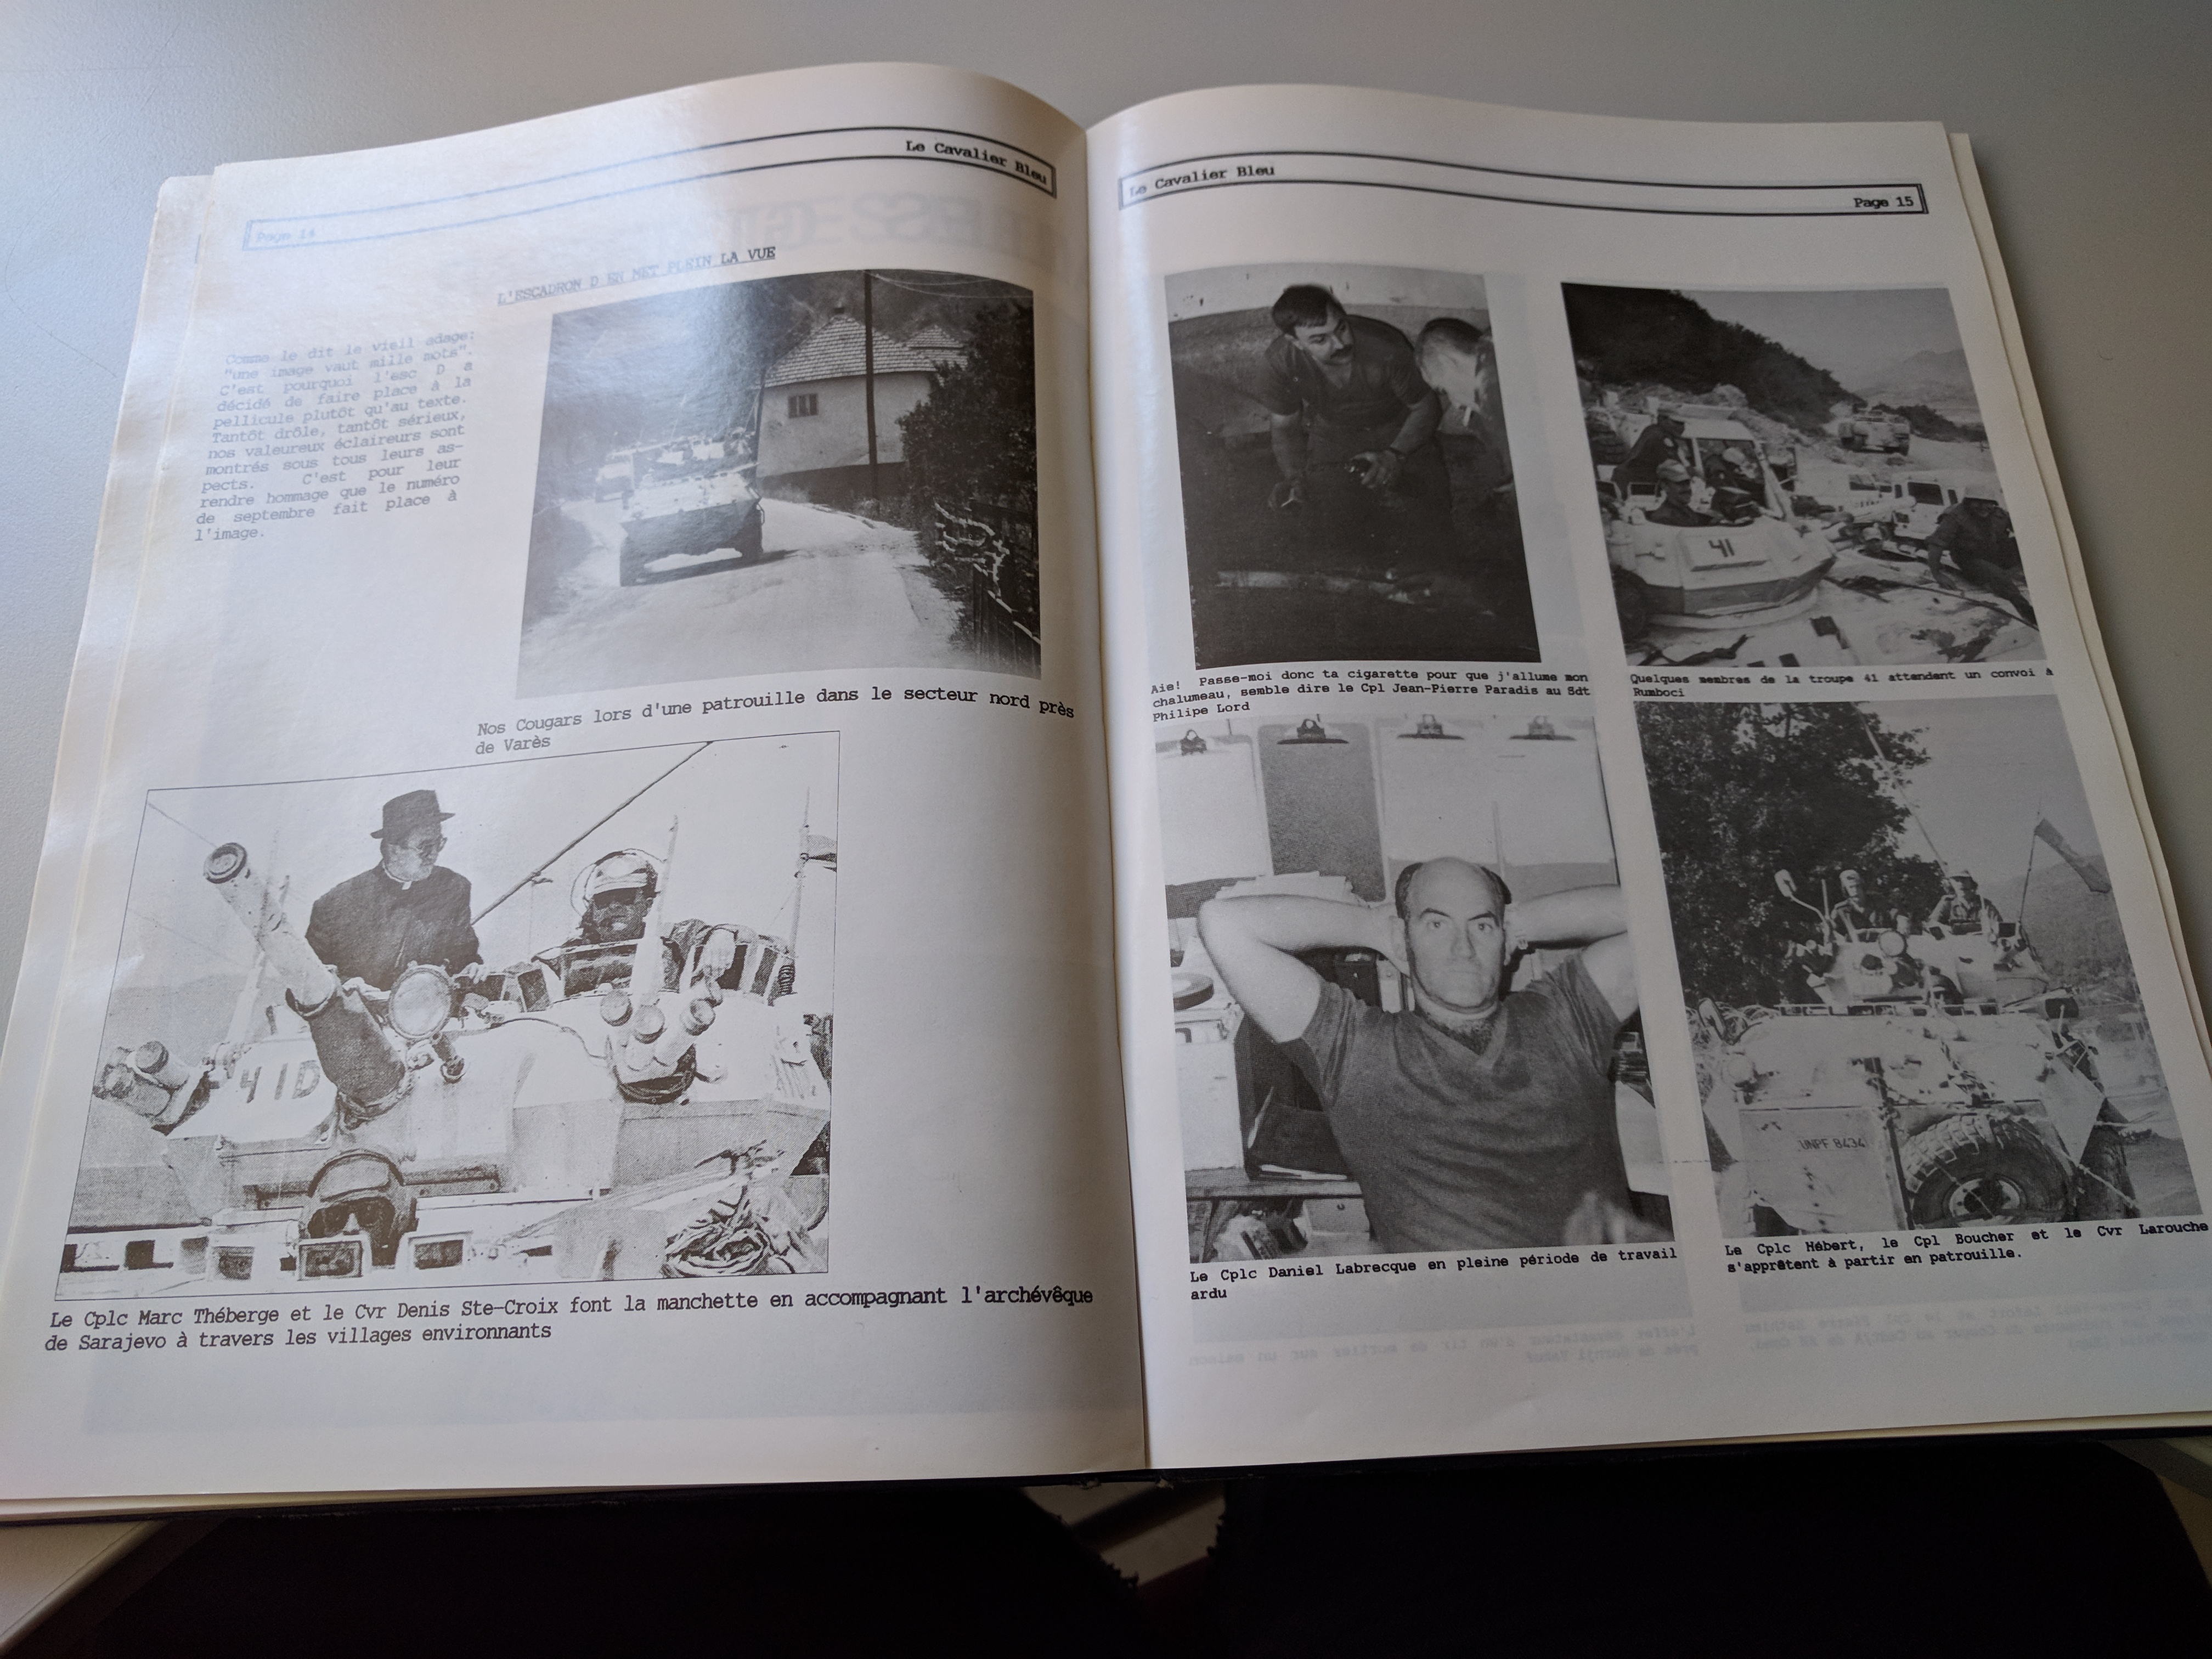 Le Cavalier Bleu
Page 14
L'ESCADRON D EN MET PLEIN LA VUE
Comme le dit le vieil adage:
"une image vaut mille mots".
C'est pourquoi l'esc D a
décidé de faire place à la
pellicule plutôt qu'au texte.
Tantôt drôle, tantôt sérieux,
nos valeureux éclaireurs sont
montrés sous tous leurs as-
pects. C'est pour leur
rendre hommage que le numéro
de septembre fait place à
l'image.
Nos Cougars lors d'une patrouille dans le secteur nord près
de Varès
41D
Le Cplc Marc Théberge et le Cvr Denis Ste-Croix font la manchette en accompagnant l'archévêque
de Sarajevo à travers les villages environnants
Le Cavalier Bleu
Page 15
Aie! Passe-moi donc ta cigarette pour que j'allume mon
chalumeau, semble dire le Cpl Jean-Pierre Paradis au Sdt
Philipe Lord
41
Quelques membres de la troupe 41 attendent un convoi à
Rumboci
Le Cplc Daniel Labrecque en pleine période de travail
ardu
UNPF 8434
Le Cplc Hébert, le Cpl Boucher et le Cvr Larouche
s'apprêtent à partir en patrouille.